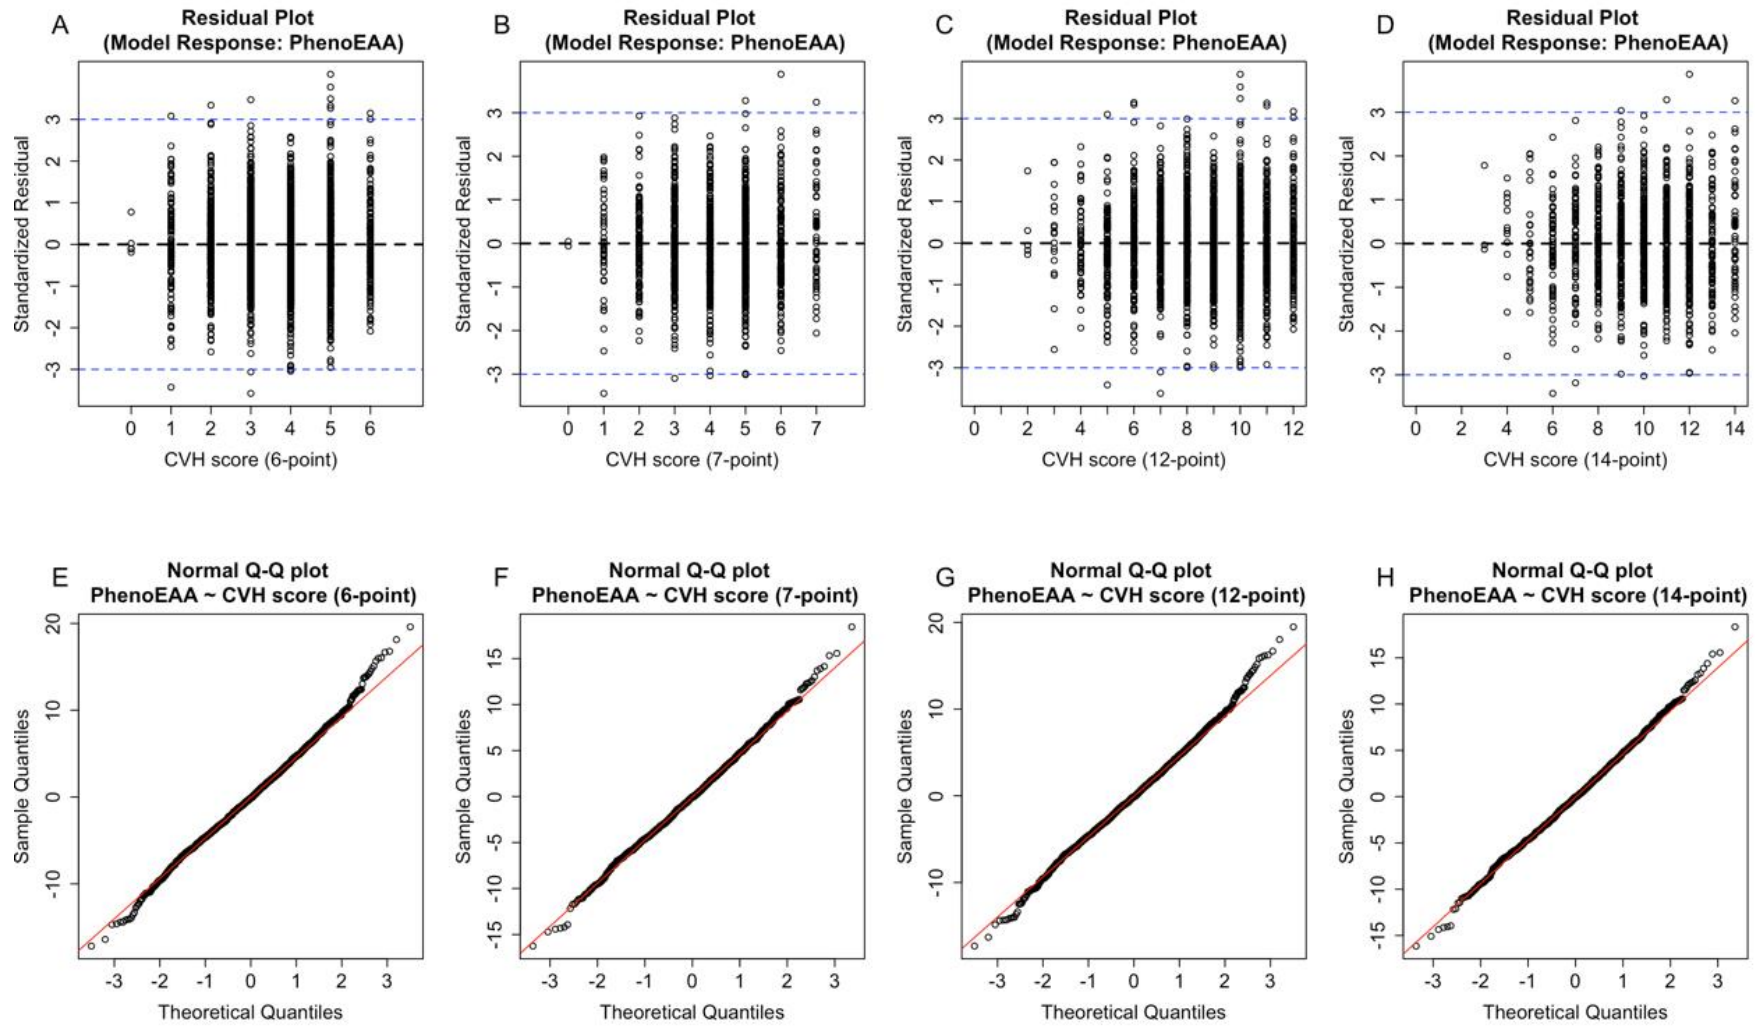 A
Residual Plot
(Model Response: PhenoEAA)
Standardized Residual
3
2
1
0
-1
-2
-3
0 1 2 3 4 5 6
CVH score (6-point)
B
Residual Plot
(Model Response: PhenoEAA)
Standardized Residual
3
2
1
0
-1
-2
-3
0 1 2 3 4 5 6 7
CVH score (7-point)
C
Residual Plot
(Model Response: PhenoEAA)
Standardized Residual
3
2
1
0
-1
-2
-3
0 2 4 6 8 10 12
CVH score (12-point)
D
Residual Plot
(Model Response: PhenoEAA)
Standardized Residual
3
2
1
0
-1
-2
-3
0 2 4 6 8 10 12 14
CVH score (14-point)
E
Normal Q-Q plot
PhenoEAA ~ CVH score (6-point)
Sample Quantiles
20
10
0
-10
-3 -2 -1 0 1 2 3
Theoretical Quantiles
F
Normal Q-Q plot
PhenoEAA ~ CVH score (7-point)
Sample Quantiles
15
10
5
0
-5
-10
-15
-3 -2 -1 0 1 2 3
Theoretical Quantiles
G
Normal Q-Q plot
PhenoEAA ~ CVH score (12-point)
Sample Quantiles
20
10
0
-10
-3 -2 -1 0 1 2 3
Theoretical Quantiles
H
Normal Q-Q plot
PhenoEAA ~ CVH score (14-point)
Sample Quantiles
15
10
5
0
-5
-10
-15
-3 -2 -1 0 1 2 3
Theoretical Quantiles